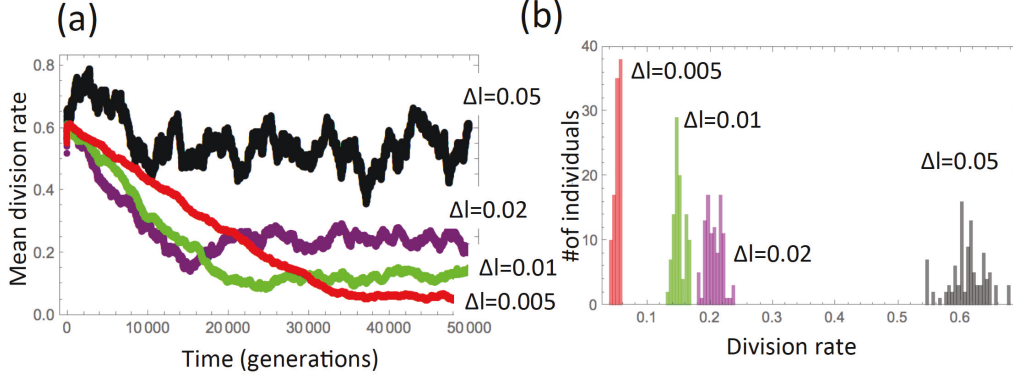 (a)
Mean division rate
0.8
0.6
0.4
0.2
0.0
0
10 000
20 000
30 000
40 000
50 000
Time (generations)
Δl=0.05
Δl=0.02
Δl=0.01
Δl=0.005
(b)
#of individuals
40
30
20
10
0
0.1
0.2
0.3
0.4
0.5
0.6
Division rate
Δl=0.005
Δl=0.01
Δl=0.02
Δl=0.05